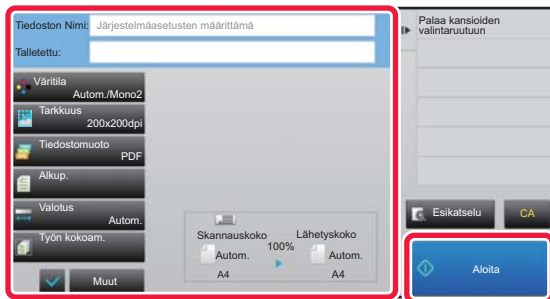 Tiedoston Nimi: Järjestelmäasetusten määrittämä
Talletettu:
Väritila
Autom./Mono2
Tarkkuus
200x200dpi
Tiedostomuoto
PDF
Alkup.
Valotus
Autom.
Työn kokoam.
Muut
Skannauskoko
100%
Lähetyskoko
Autom.
Autom.
A4
A4
Palaa kansioiden
valintaruutuun
Esikatselu
CA
Aloita